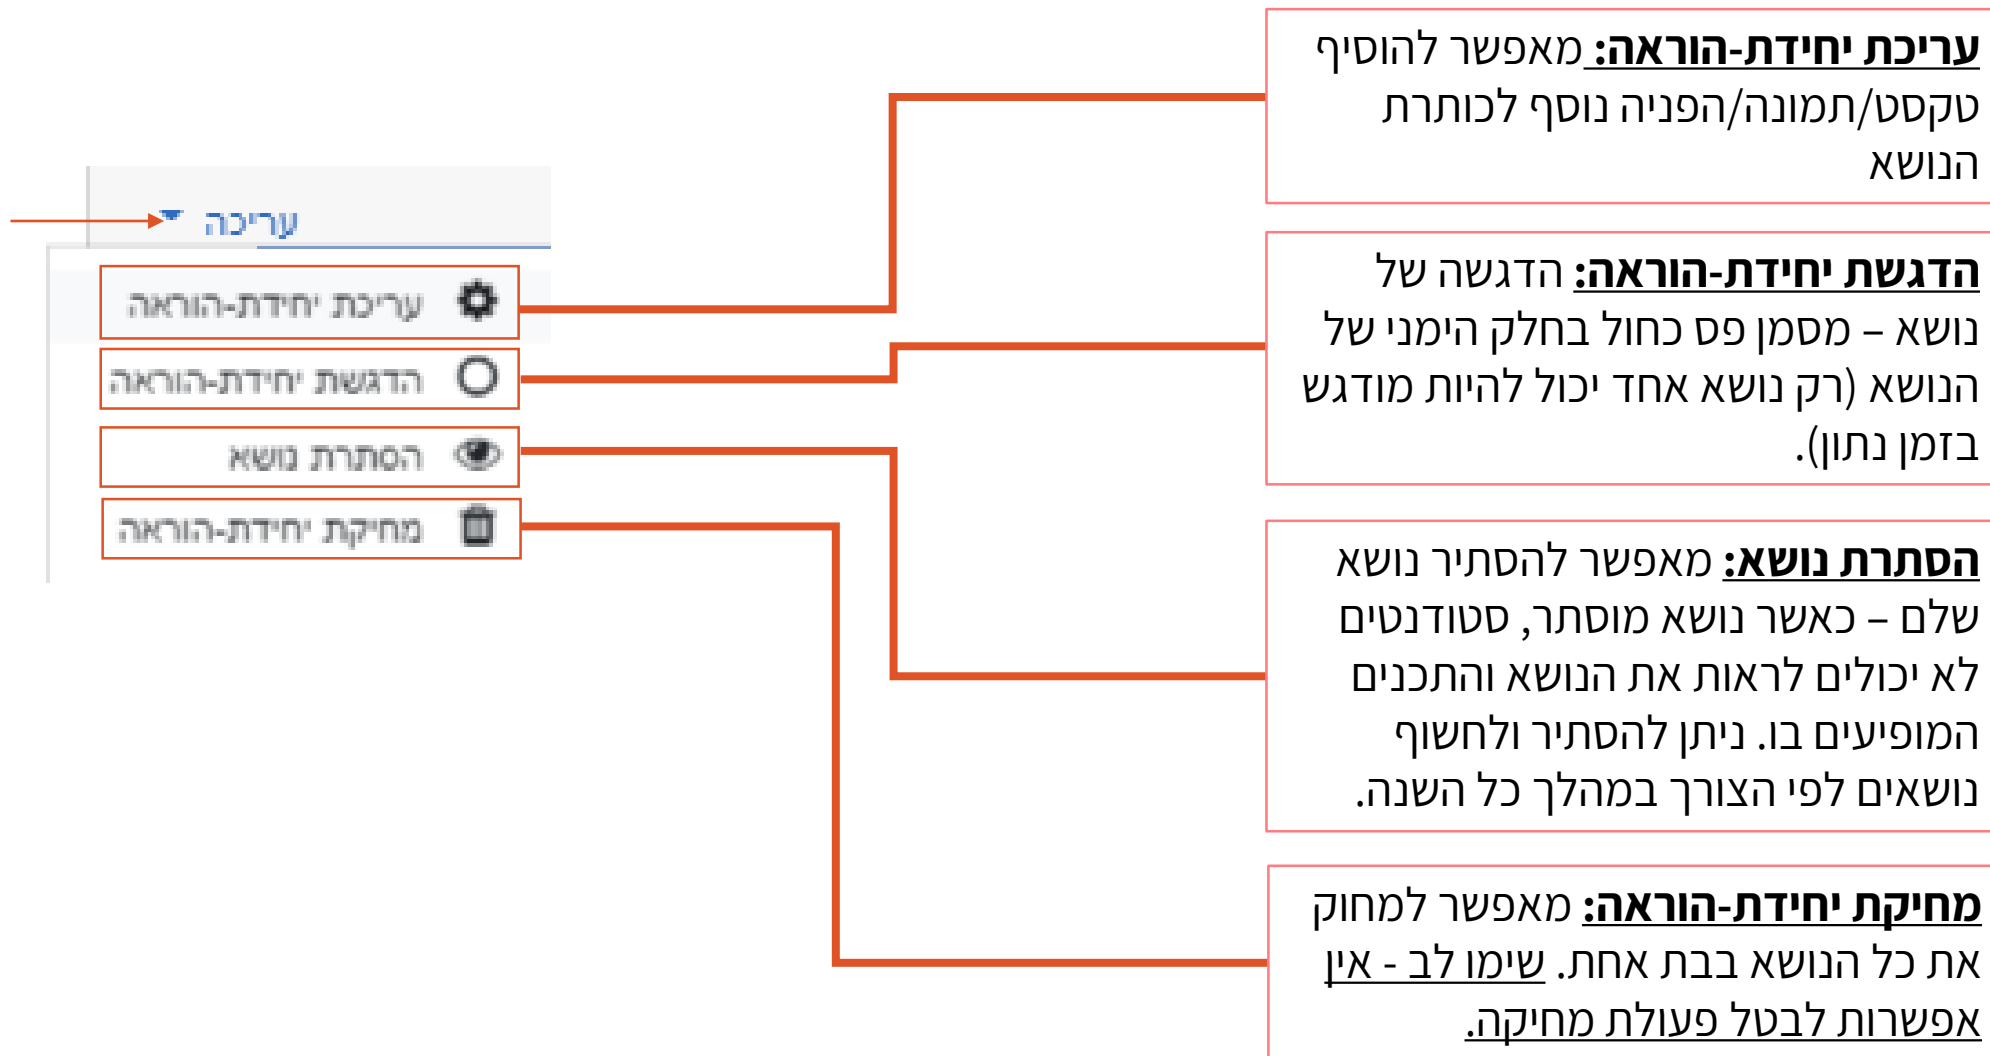 עריכת יחידת-הוראה: מאפשר להוסיף
טקסט/תמונה/הפניה נוסף לכותרת
הנושא
הדגשת יחידת-הוראה: הדגשה של
נושא – מסמן פס כחול בחלק הימני של
הנושא (רק נושא אחד יכול להיות מודגש
בזמן נתון).
הסתרת נושא: מאפשר להסתיר נושא
שלם – כאשר נושא מוסתר, סטודנטים
לא יכולים לראות את הנושא והתכנים
המופיעים בו. ניתן להסתיר ולחשוף
נושאים לפי הצורך במהלך כל השנה.
מחיקת יחידת-הוראה: מאפשר למחוק
את כל הנושא בבת אחת. שימו לב - אין
אפשרות לבטל פעולת מחיקה.
עריכה
עריכת יחידת-הוראה
הדגשת יחידת-הוראה
הסתרת נושא
מחיקת יחידת-הוראה